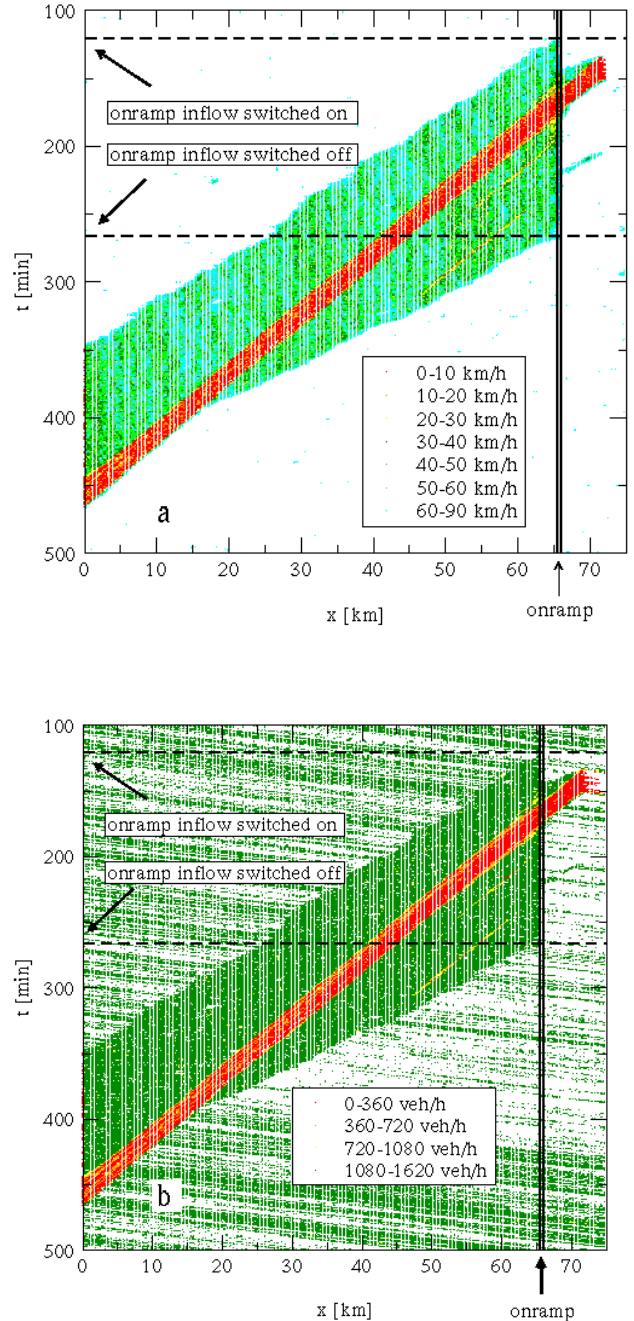 100
onramp inflow switched on
200
onramp inflow switched off
t [min]
300
0-10 km/h
10-20 km/h
20-30 km/h
30-40 km/h
40-50 km/h
50-60 km/h
60-90 km/h
400
a
500
0 10 20 30 40 50 60 70
x [km]
onramp
100
onramp inflow switched on
200
onramp inflow switched off
t [min]
300
0-360 veh/h
360-720 veh/h
720-1080 veh/h
1080-1620 veh/h
400
b
500
0 10 20 30 40 50 60 70
x [km]
onramp